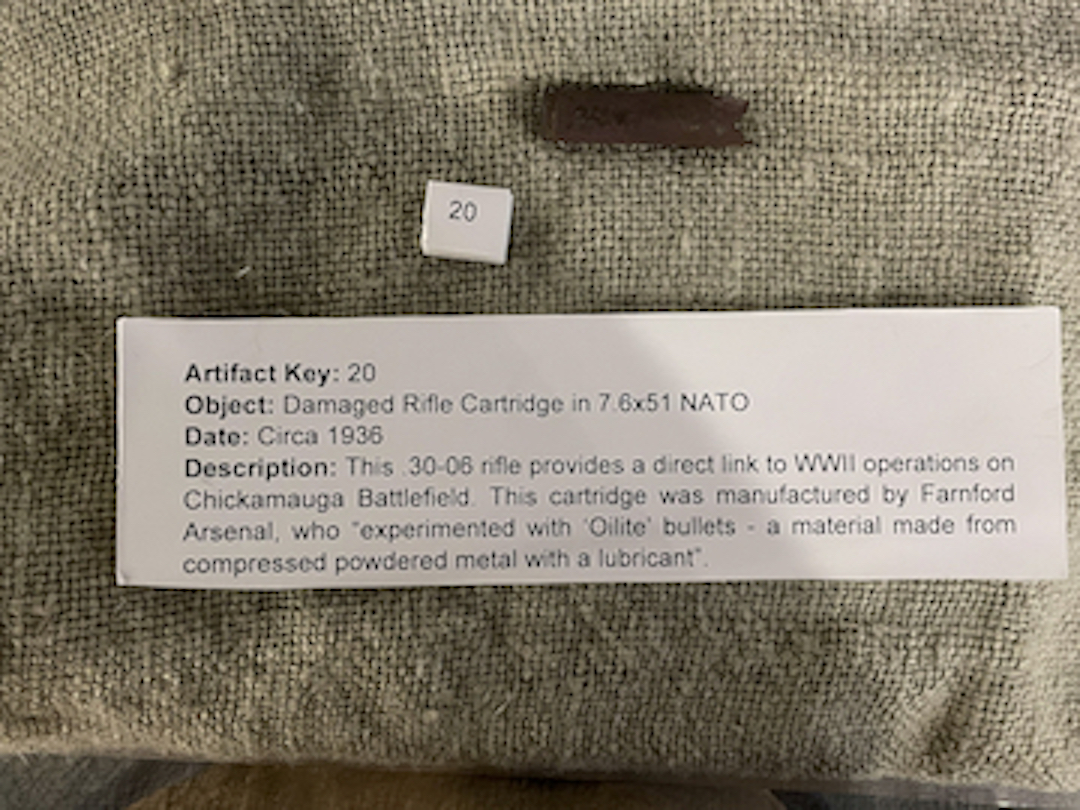 20
Artifact Key: 20
Object: Damaged Rifle Cartridge in 7.6x51 NATO
Date: Circa 1936
Description: This .30-06 rifle provides a direct link to WWII operations on
Chickamauga Battlefield. This cartridge was manufactured by Farnford
Arsenal, who "experimented with 'Oilite' bullets - a material made from
compressed powdered metal with a lubricant".